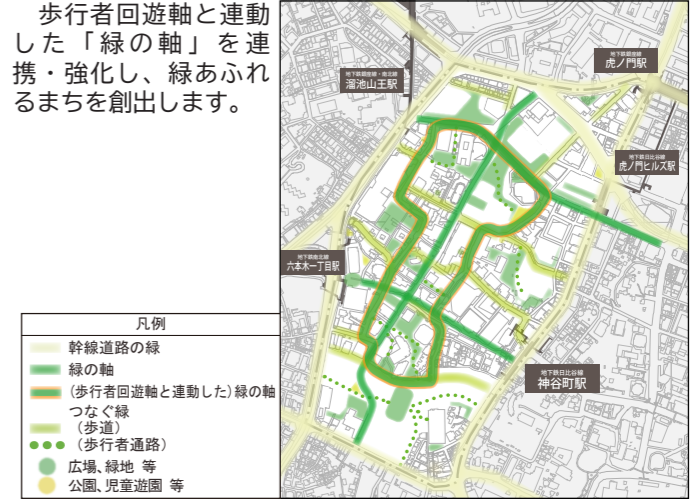 歩行者回遊軸と連動
した「緑の軸」を連
携・強化し、緑あふれ
るまちを創出します。
地下鉄銀座線
虎ノ門駅
地下鉄銀座線・南北線
溜池山王駅
地下鉄日比谷線
虎ノ門ヒルズ駅
地下鉄南北線
六本木一丁目駅
地下鉄日比谷線
神谷町駅
凡例
幹線道路の緑
緑の軸
(歩行者回遊軸と連動した)緑の軸
つなぐ緑
(歩道)
(歩行者通路)
広場、緑地 等
公園、児童遊園 等